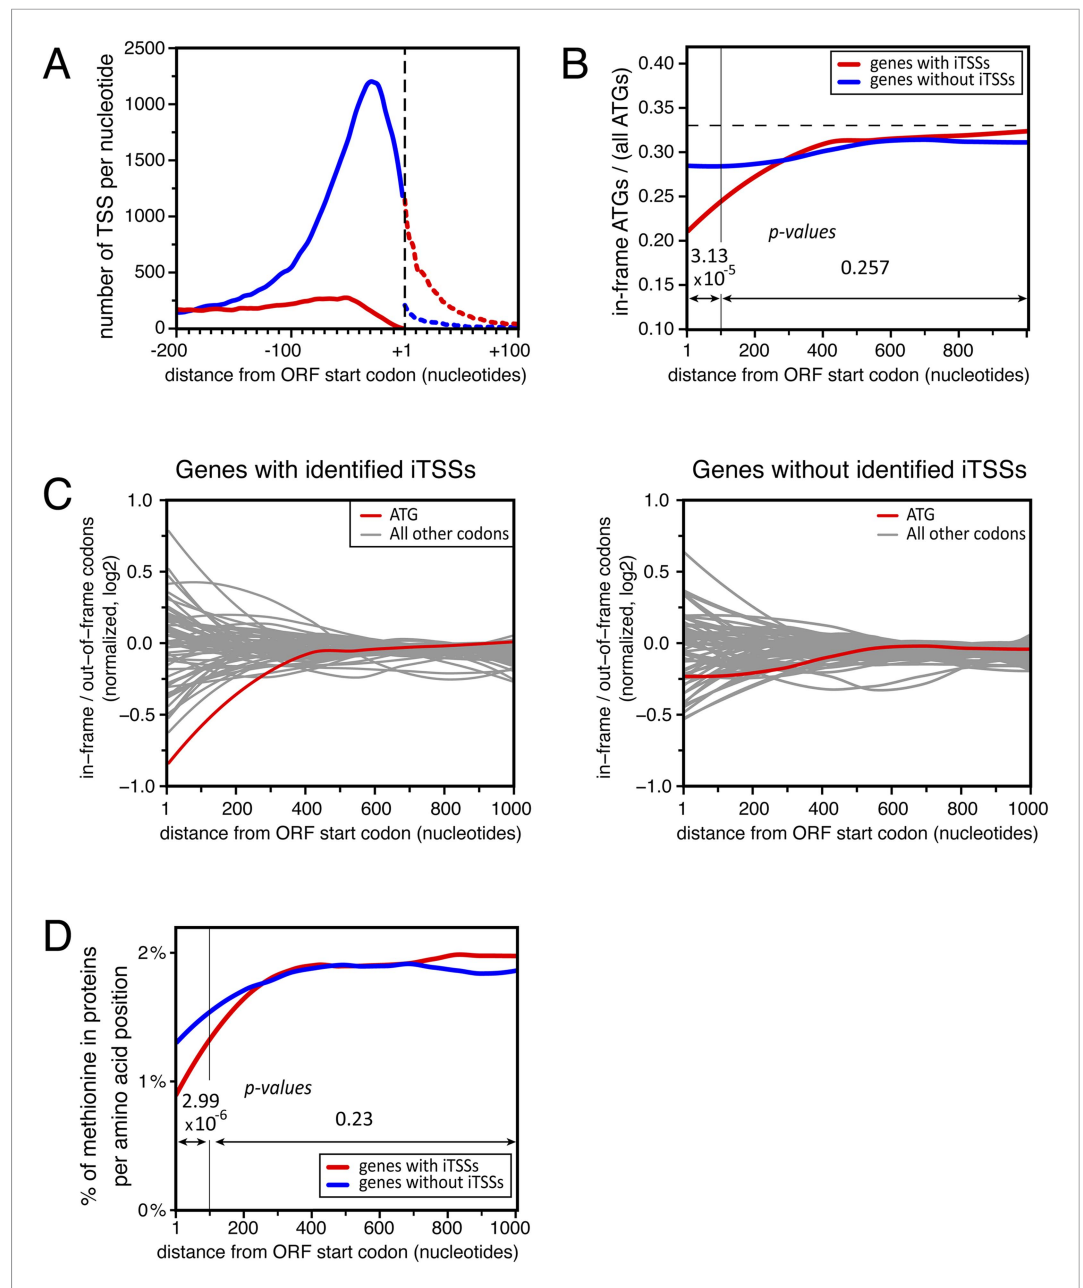 A
number of TSS per nucleotide
2500
1000
1500
1000
500
0
-200
-100
+1
+100
distance from ORF start codon (nucleotides)
B
in-frame ATGs / (all ATGs)
0.40
0.35
0.30
0.25
0.20
0.15
0.10
genes with iTSSs
genes without iTSSs
p-values
3.13
x10-5
0.257
1
200
400
600
800
distance from ORF start codon (nucleotides)
C
Genes with identified iTSSs
in−frame / out−of−frame codons
(normalized, log2)
1.0
0.5
0.0
−0.5
−1.0
ATG
All other codons
1
200
400
600
800
1000
distance from ORF start codon (nucleotides)
Genes without identified iTSSs
in−frame / out−of−frame codons
(normalized, log2)
1.0
0.5
0.0
−0.5
−1.0
ATG
All other codons
1
200
400
600
800
1000
distance from ORF start codon (nucleotides)
D
% of methionine in proteins
per amino acid position
2%
1%
0%
p-values
2.99
x10-6
0.23
genes with iTSSs
genes without iTSSs
1
200
400
600
800
1000
distance from ORF start codon (nucleotides)